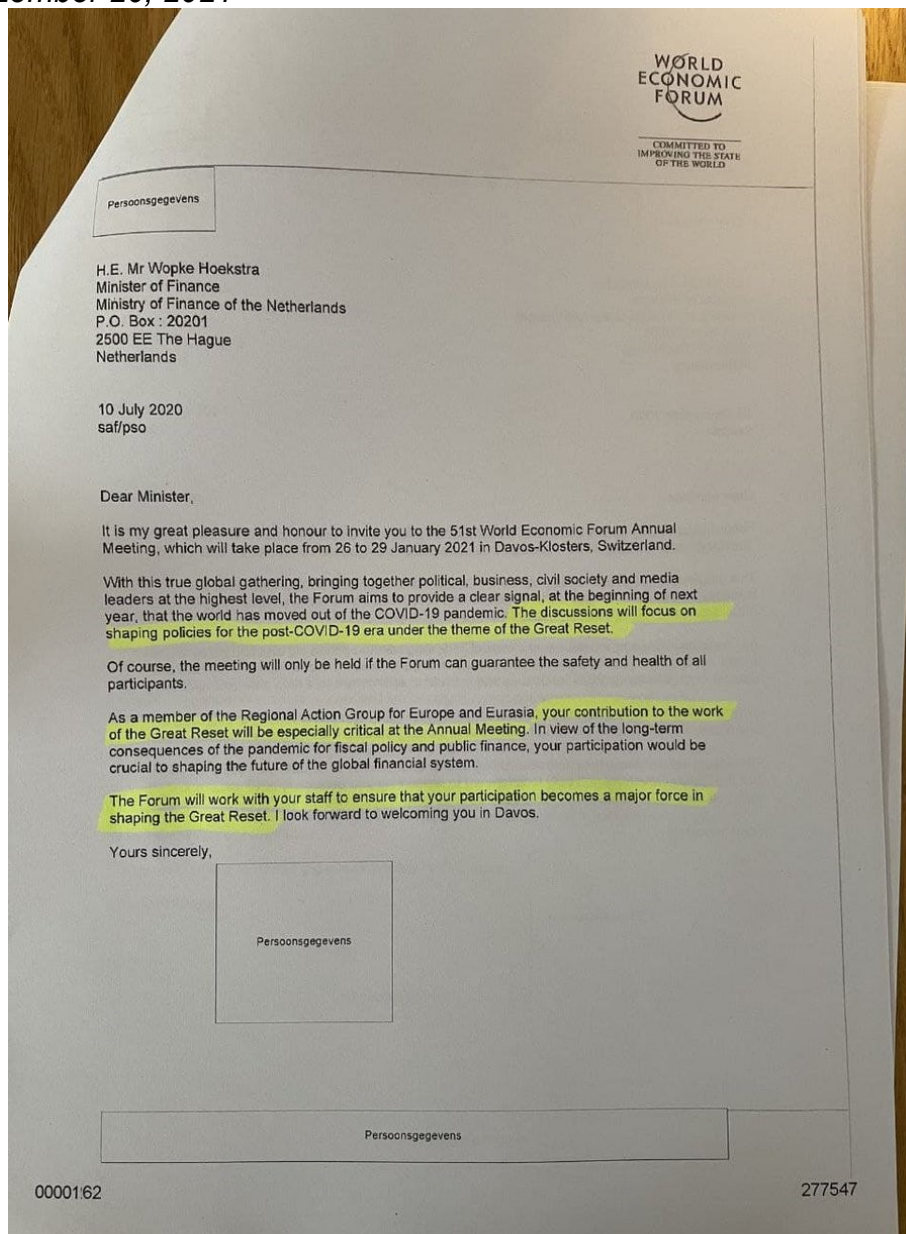 WORLD
ECONOMIC
FORUM
COMMITTED TO
IMPROVING THE STATE
OF THE WORLD
Persoonsgegevens
H.E. Mr Wopke Hoekstra
Minister of Finance
Ministry of Finance of the Netherlands
P.O. Box : 20201
2500 EE The Hague
Netherlands
10 July 2020
saf/pso
Dear Minister,
It is my great pleasure and honour to invite you to the 51st World Economic Forum Annual
Meeting, which will take place from 26 to 29 January 2021 in Davos-Klosters, Switzerland.
With this true global gathering, bringing together political, business, civil society and media
leaders at the highest level, the Forum aims to provide a clear signal, at the beginning of next
year, that the world has moved out of the COVID-19 pandemic. The discussions will focus on
shaping policies for the post-COVID-19 era under the theme of the Great Reset.
Of course, the meeting will only be held if the Forum can guarantee the safety and health of all
participants.
As a member of the Regional Action Group for Europe and Eurasia, your contribution to the work
of the Great Reset will be especially critical at the Annual Meeting. In view of the long-term
consequences of the pandemic for fiscal policy and public finance, your participation would be
crucial to shaping the future of the global financial system.
The Forum will work with your staff to ensure that your participation becomes a major force in
shaping the Great Reset. I look forward to welcoming you in Davos.
Yours sincerely,
Persoonsgegevens
Persoonsgegevens
0000162
277547